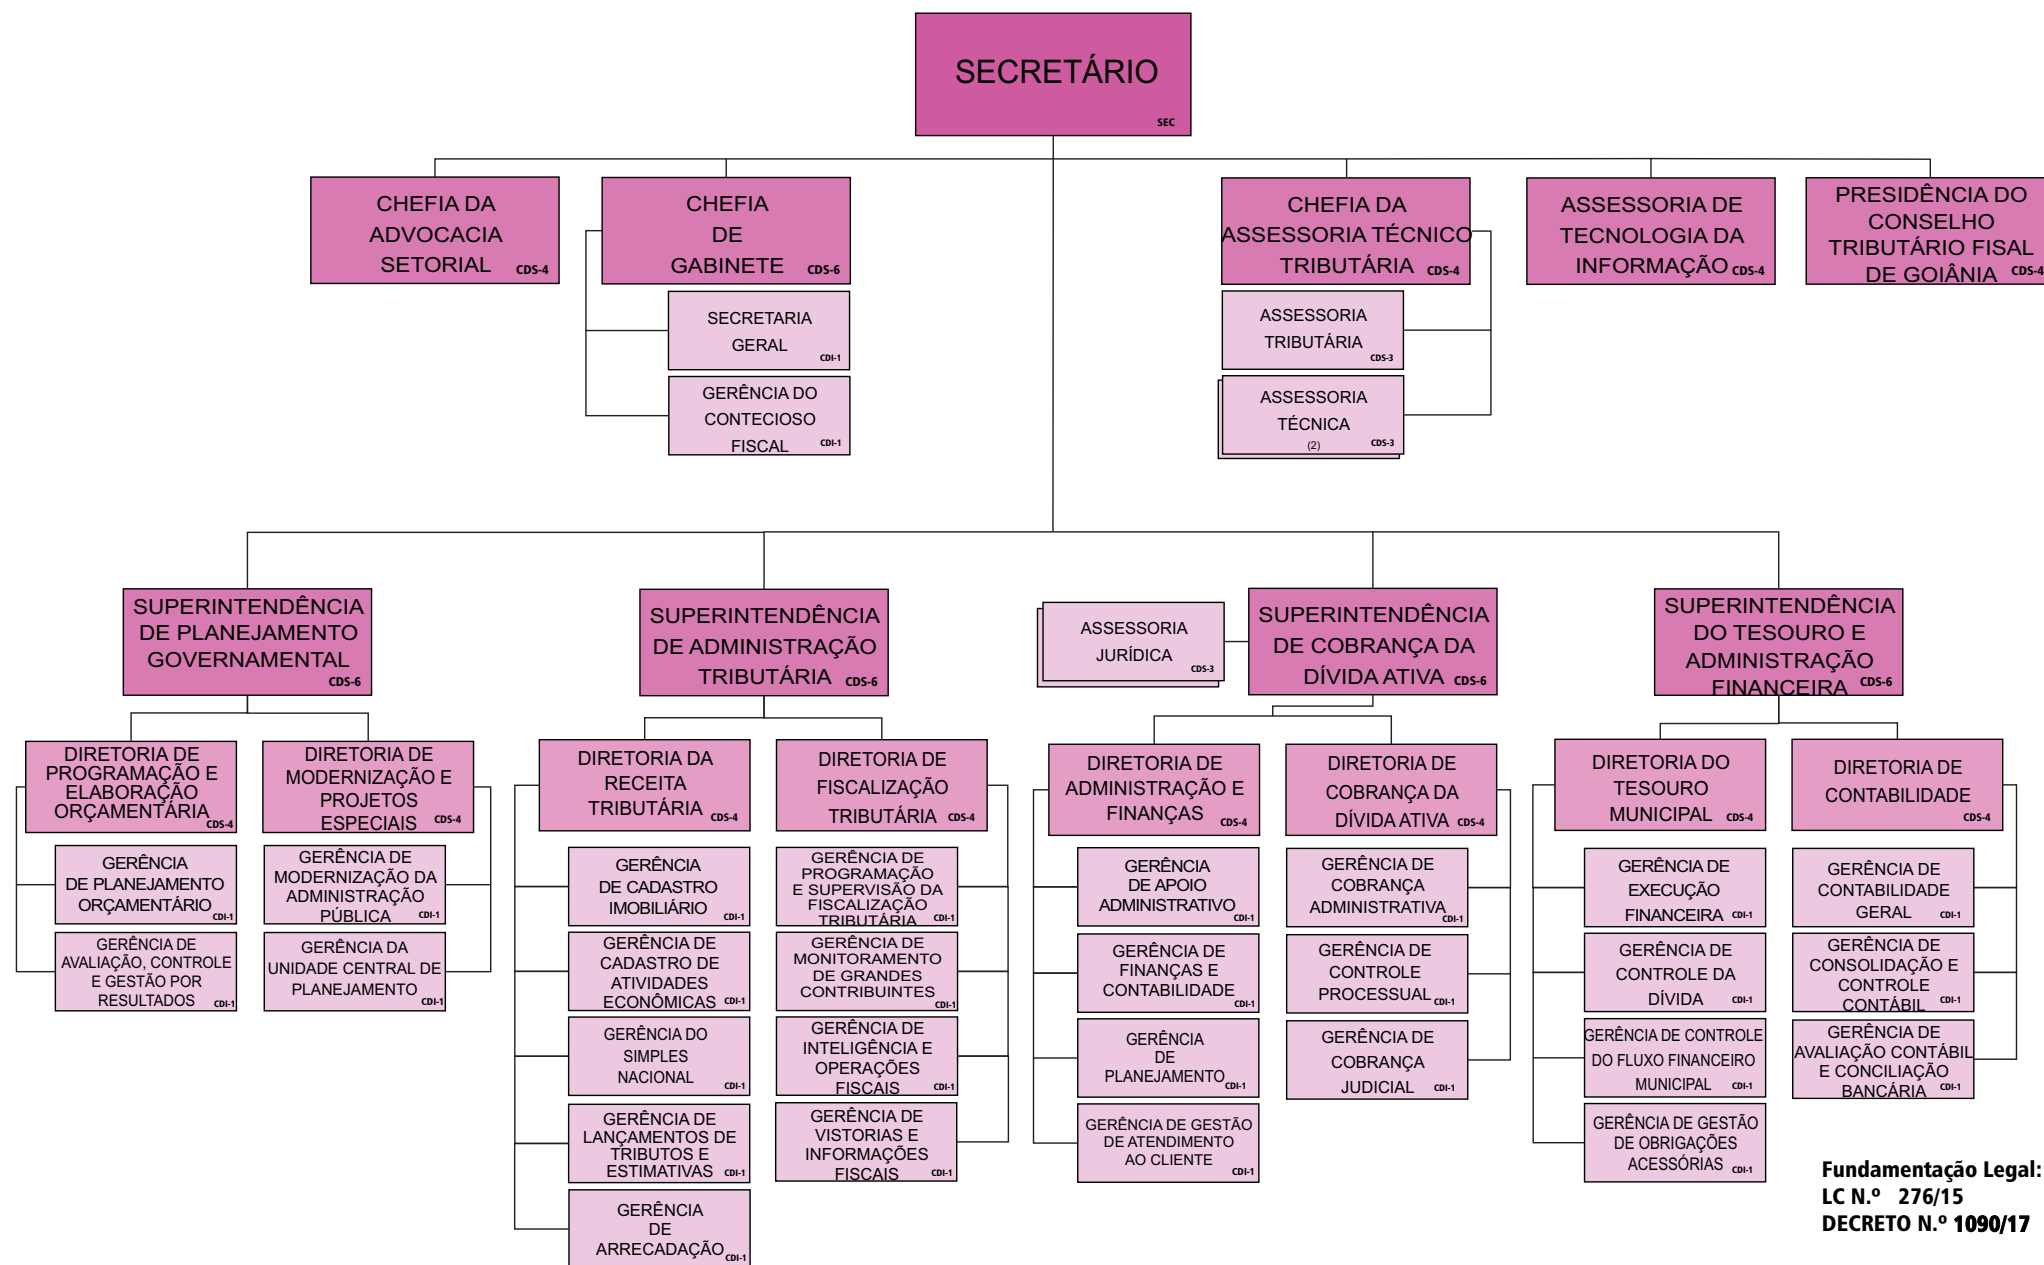 SECRETÁRIO
SEC
CHEFIA DA
ADVOCACIA
SETORIAL CDS-4
CHEFIA
DE
GABINETE CDS-6
SECRETARIA
GERAL
CDI-1
GERÊNCIA DO
CONTECIOSO
FISCAL CDI-1
CHEFIA DA
ASSESSORIA TÉCNICO
TRIBUTÁRIA CDS-4
ASSESSORIA
TRIBUTÁRIA
CDS-3
ASSESSORIA
TÉCNICA
(2) CDS-3
ASSESSORIA DE
TECNOLOGIA DA
INFORMAÇÃO CDS-4
PRESIDÊNCIA DO
CONSELHO
TRIBUTÁRIO FISAL
DE GOIÂNIA CDS-4
SUPERINTENDÊNCIA
DE PLANEJAMENTO
GOVERNAMENTAL
CDS-6
DIRETORIA DE
PROGRAMAÇÃO E
ELABORAÇÃO
ORÇAMENTÁRIA
CDS-4
GERÊNCIA
DE PLANEJAMENTO
ORÇAMENTÁRIO
CDI-1
GERÊNCIA DE
AVALIAÇÃO, CONTROLE
E GESTÃO POR
RESULTADOS CDI-1
DIRETORIA DE
MODERNIZAÇÃO E
PROJETOS
ESPECIAIS CDS-4
GERÊNCIA DE
MODERNIZAÇÃO DA
ADMINISTRAÇÃO
PÚBLICA CDI-1
GERÊNCIA DA
UNIDADE CENTRAL DE
PLANEJAMENTO CDI-1
SUPERINTENDÊNCIA
DE ADMINISTRAÇÃO
TRIBUTÁRIA CDS-6
DIRETORIA DA
RECEITA
TRIBUTÁRIA CDS-4
GERÊNCIA
DE CADASTRO
IMOBILIÁRIO CDI-1
GERÊNCIA DE
CADASTRO DE
ATIVIDADES
ECONÔMICAS CDI-1
GERÊNCIA DO
SIMPLES
NACIONAL CDI-1
GERÊNCIA DE
LANÇAMENTOS DE
TRIBUTOS E
ESTIMATIVAS CDI-1
GERÊNCIA
DE
ARRECADAÇÃO CDI-1
DIRETORIA DE
FISCALIZAÇÃO
TRIBUTÁRIA CDS-4
GERÊNCIA DE
PROGRAMAÇÃO
E SUPERVISÃO DA
FISCALIZAÇÃO
TRIBUTÁRIA CDI-1
GERÊNCIA DE
MONITORAMENTO
DE GRANDES
CONTRIBUINTES
CDI-1
GERÊNCIA DE
INTELIGÊNCIA E
OPERAÇÕES
FISCAIS CDI-1
GERÊNCIA DE
VISTORIAS E
INFORMAÇÕES
FISCAIS CDI-1
ASSESSORIA
JURÍDICA
CDS-3
SUPERINTENDÊNCIA
DE COBRANÇA DA
DÍVIDA ATIVA CDS-6
DIRETORIA DE
ADMINISTRAÇÃO E
FINANÇAS CDS-4
GERÊNCIA
DE APOIO
ADMINISTRATIVO
CDI-1
GERÊNCIA DE
FINANÇAS E
CONTABILIDADE
CDI-1
GERÊNCIA
DE
PLANEJAMENTO CDI-1
GERÊNCIA DE GESTÃO
DE ATENDIMENTO
AO CLIENTE
CDI-1
DIRETORIA DE
COBRANÇA DA
DÍVIDA ATIVA CDS-4
GERÊNCIA DE
COBRANÇA
ADMINISTRATIVA
CDI-1
GERÊNCIA DE
CONTROLE
PROCESSUAL CDI-1
GERÊNCIA DE
COBRANÇA
JUDICIAL CDI-1
SUPERINTENDÊNCIA
DO TESOURO E
ADMINISTRAÇÃO
FINANCEIRA CDS-6
DIRETORIA DO
TESOURO
MUNICIPAL CDS-4
GERÊNCIA DE
EXECUÇÃO
FINANCEIRA CDI-1
GERÊNCIA DE
CONTROLE DA
DÍVIDA CDI-1
GERÊNCIA DE CONTROLE
DO FLUXO FINANCEIRO
MUNICIPAL CDI-1
GERÊNCIA DE GESTÃO
DE OBRIGAÇÕES
ACESSÓRIAS CDI-1
DIRETORIA DE
CONTABILIDADE
CDS-4
GERÊNCIA DE
CONTABILIDADE
GERAL CDI-1
GERÊNCIA DE
CONSOLIDAÇÃO E
CONTROLE
CONTÁBIL CDI-1
GERÊNCIA DE
AVALIAÇÃO CONTÁBIL
E CONCILIAÇÃO
BANCÁRIA CDI-1
Fundamentação Legal:
LC N.º 276/15
DECRETO N.º 1090/17